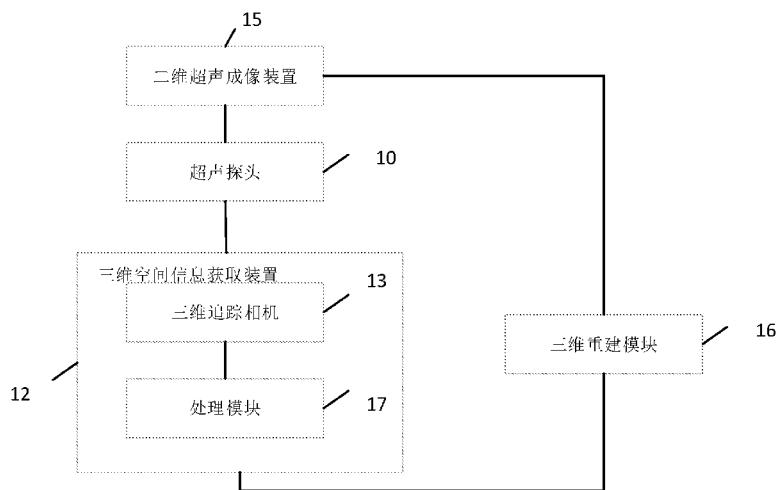 15
二维超声成像装置
10
超声探头
三维空间信息获取装置
13
三维追踪相机
三维重建模块
16
12
17
处理模块